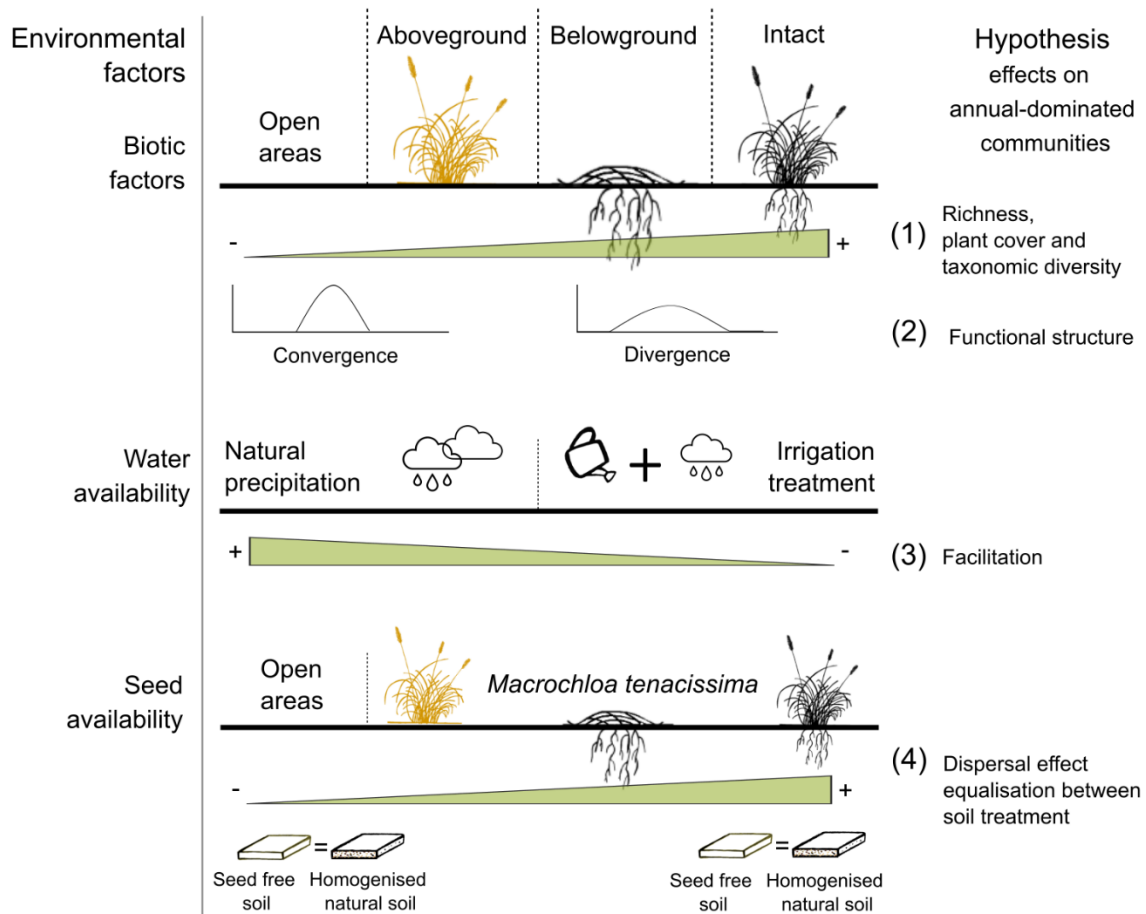 Environmental
factors
Aboveground
Belowground
Intact
Hypothesis
effects on
annual-dominated
communities
Biotic
factors
Open
areas
-
+
(1)
Richness,
plant cover and
taxonomic diversity
Convergence
Divergence
(2)
Functional structure
Water
availability
Natural
precipitation
+
Irrigation
treatment
+
-
(3)
Facilitation
Seed
availability
Open
areas
Macrochloa tenacissima
-
+
(4)
Dispersal effect
equalisation between
soil treatment
=
Seed free
soil
Homogenised
natural soil
=
Seed free
soil
Homogenised
natural soil